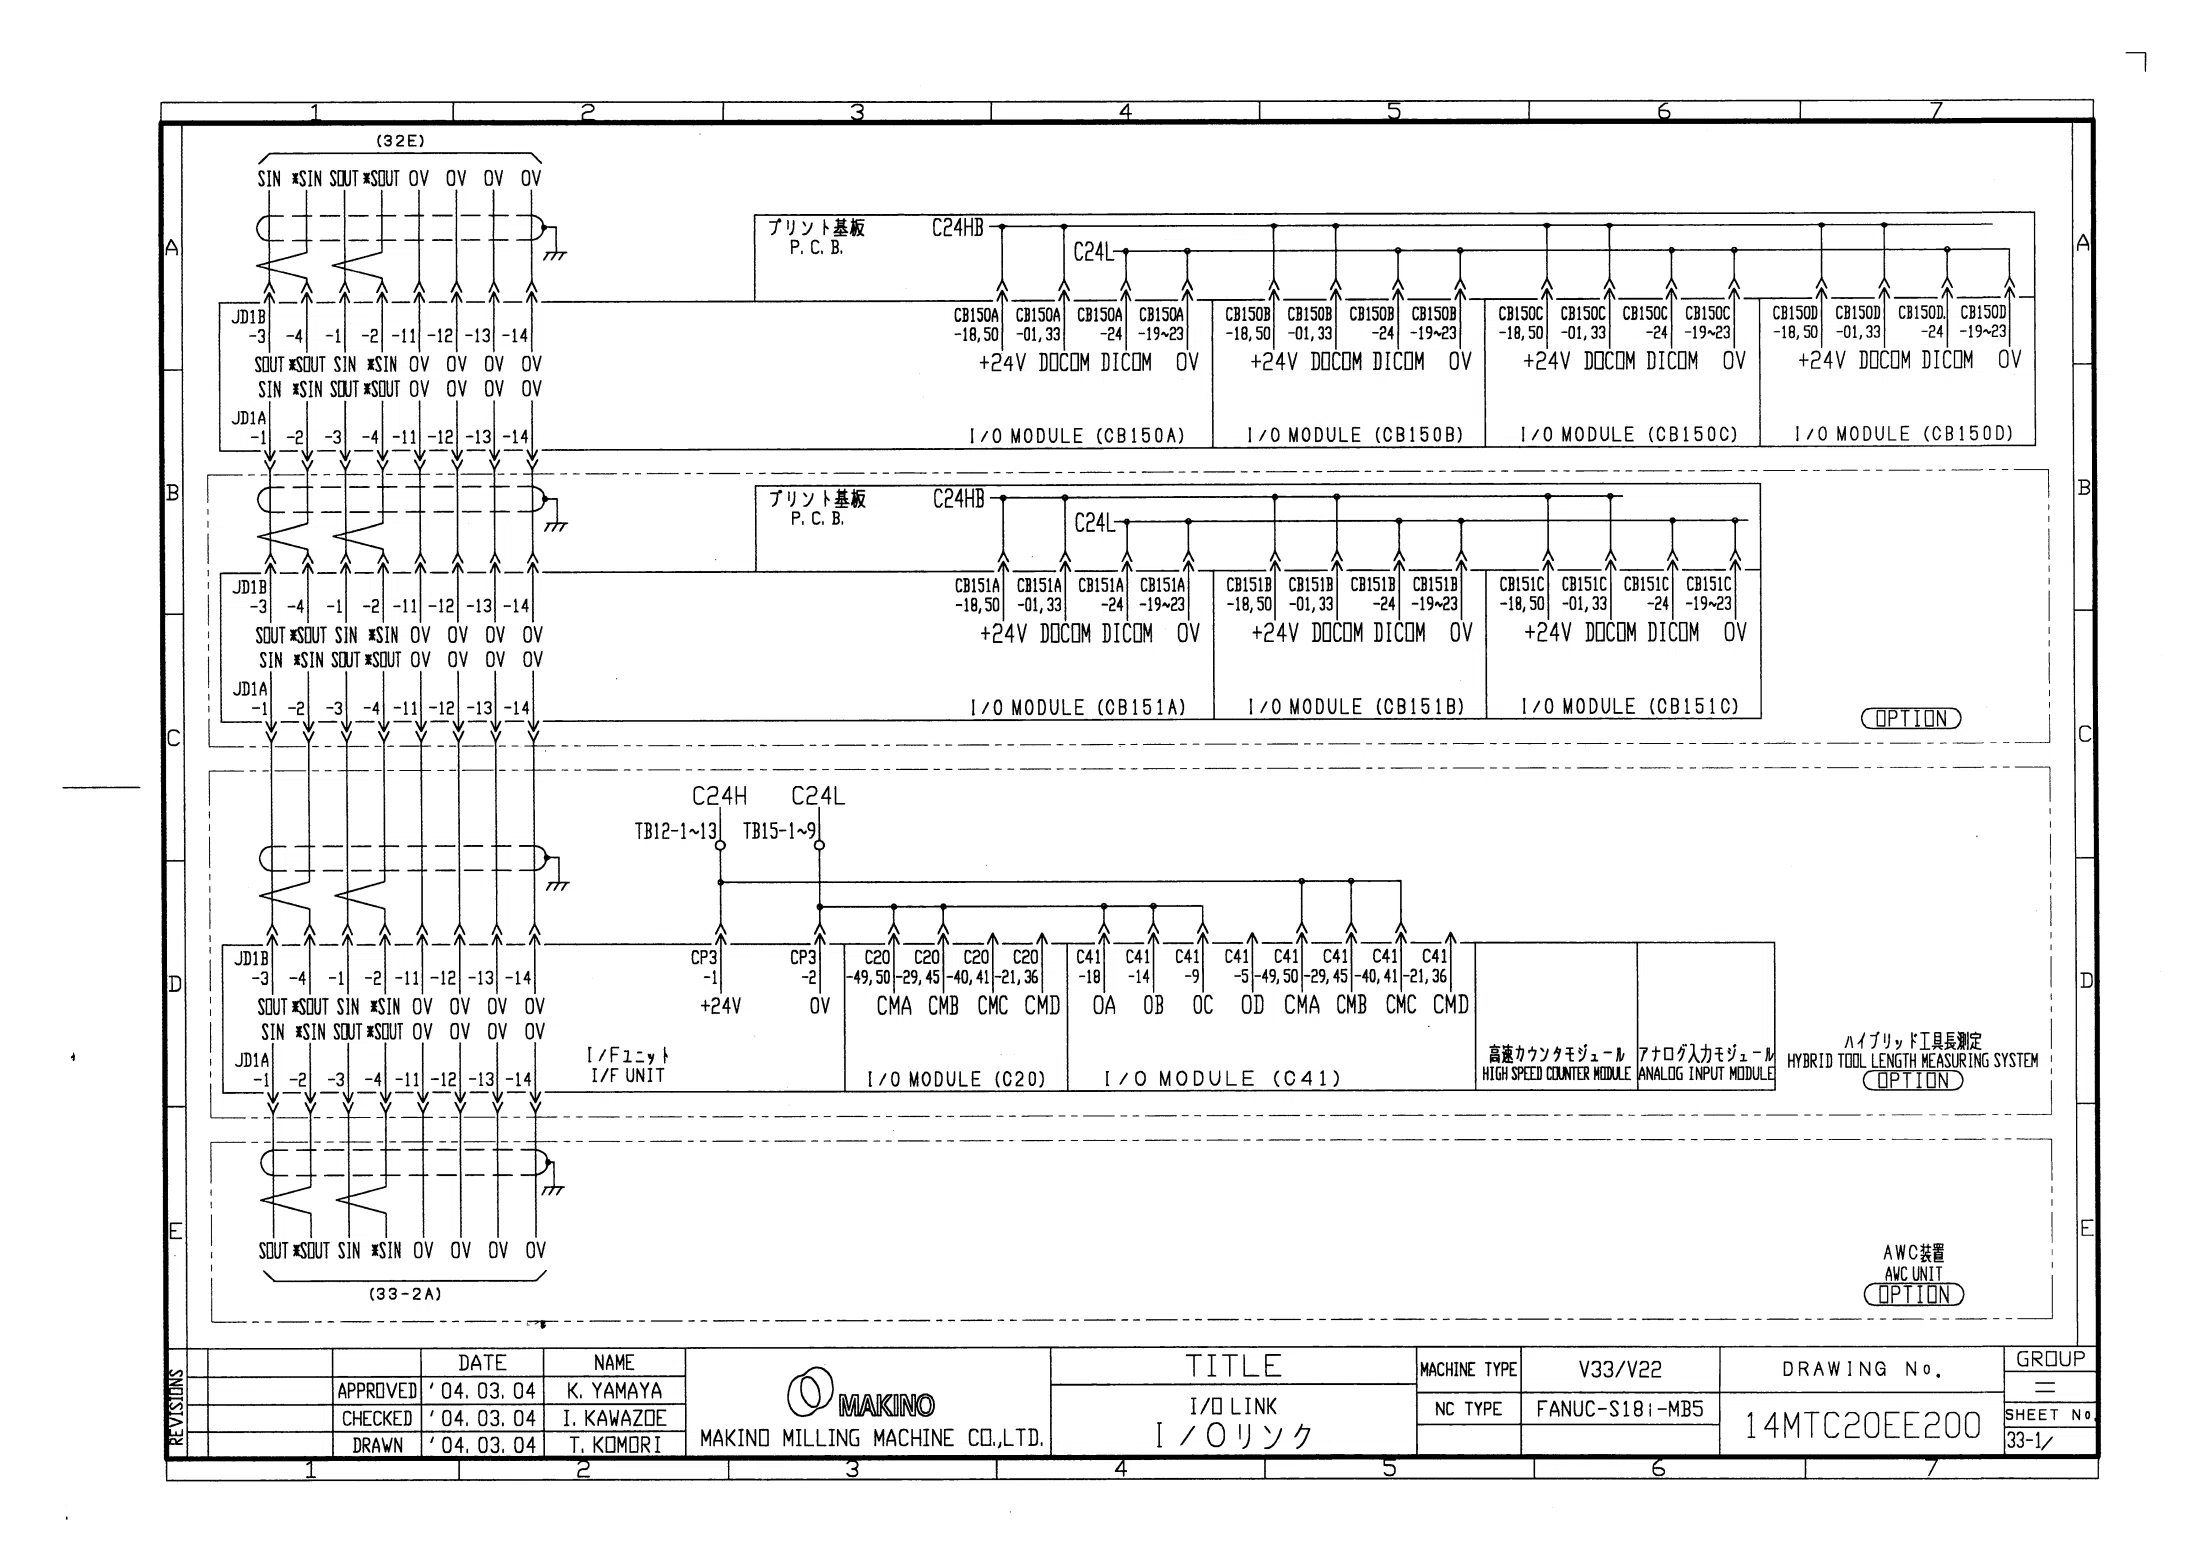 1 2 3 4 5 6 7
(32E)
SIN *SIN SOUT *SOUT 0V 0V 0V 0V
A A
プリント基板 C24HB
P.C.B. C24L
JD1B CB150A CB150A CB150A CB150A CB150B CB150B CB150B CB150B CB150C CB150C CB150C CB150C CB150D CB150D CB150D CB150D
-3 -4 -1 -2 -11 -12 -13 -14 -18,50 -01,33 -24 -19~23 -18,50 -01,33 -24 -19~23 -18,50 -01,33 -24 -19~23 -18,50 -01,33 -24 -19~23
SOUT *SOUT SIN *SIN 0V 0V 0V 0V +24V DOCOM DICOM 0V +24V DOCOM DICOM 0V +24V DOCOM DICOM 0V +24V DOCOM DICOM 0V
SIN *SIN SOUT *SOUT 0V 0V 0V 0V
JD1A
-1 -2 -3 -4 -11 -12 -13 -14 I/O MODULE (CB150A) I/O MODULE (CB150B) I/O MODULE (CB150C) I/O MODULE (CB150D)
B B
プリント基板 C24HB
P.C.B. C24L
JD1B CB151A CB151A CB151A CB151A CB151B CB151B CB151B CB151B CB151C CB151C CB151C CB151C
-3 -4 -1 -2 -11 -12 -13 -14 -18,50 -01,33 -24 -19~23 -18,50 -01,33 -24 -19~23 -18,50 -01,33 -24 -19~23
SOUT *SOUT SIN *SIN 0V 0V 0V 0V +24V DOCOM DICOM 0V +24V DOCOM DICOM 0V +24V DOCOM DICOM 0V
SIN *SIN SOUT *SOUT 0V 0V 0V 0V
JD1A
-1 -2 -3 -4 -11 -12 -13 -14 I/O MODULE (CB151A) I/O MODULE (CB151B) I/O MODULE (CB151C)
OPTION
C C
C24H C24L
TB12-1~13 TB15-1~9
JD1B CP3 CP3 C20 C20 C20 C20 C41 C41 C41 C41 C41 C41 C41 C41
-3 -4 -1 -2 -11 -12 -13 -14 -1 -2 -49,50 -29,45 -40,41 -21,36 -18 -14 -9 -5 -49,50 -29,45 -40,41 -21,36
D D
SOUT *SOUT SIN *SIN 0V 0V 0V 0V +24V 0V CMA CMB CMC CMD 0A 0B 0C 0D CMA CMB CMC CMD
SIN *SIN SOUT *SOUT 0V 0V 0V 0V
JD1A I/Fユニット 高速カウンタモジュール アナログ入力モジュール ハイブリッド工具長測定
-1 -2 -3 -4 -11 -12 -13 -14 I/F UNIT I/O MODULE (C20) I/O MODULE (C41) HIGH SPEED COUNTER MODULE ANALOG INPUT MODULE HYBRID TOOL LENGTH MEASURING SYSTEM
OPTION
E E
SOUT *SOUT SIN *SIN 0V 0V 0V 0V
(33-2A)
AWC装置
AWC UNIT
OPTION
REVISIONS
DATE NAME
APPROVED '04.03.04 K. YAMAYA
CHECKED '04.03.04 I. KAWAZOE
DRAWN '04.03.04 T. KOMORI
MAKINO
MAKINO MILLING MACHINE CO.,LTD.
TITLE
I/O LINK
I/Oリンク
MACHINE TYPE V33/V22
NC TYPE FANUC-S18i-MB5
DRAWING No.
14MTC20EE200
GROUP
=
SHEET No.
33-1/
1 2 3 4 5 6 7